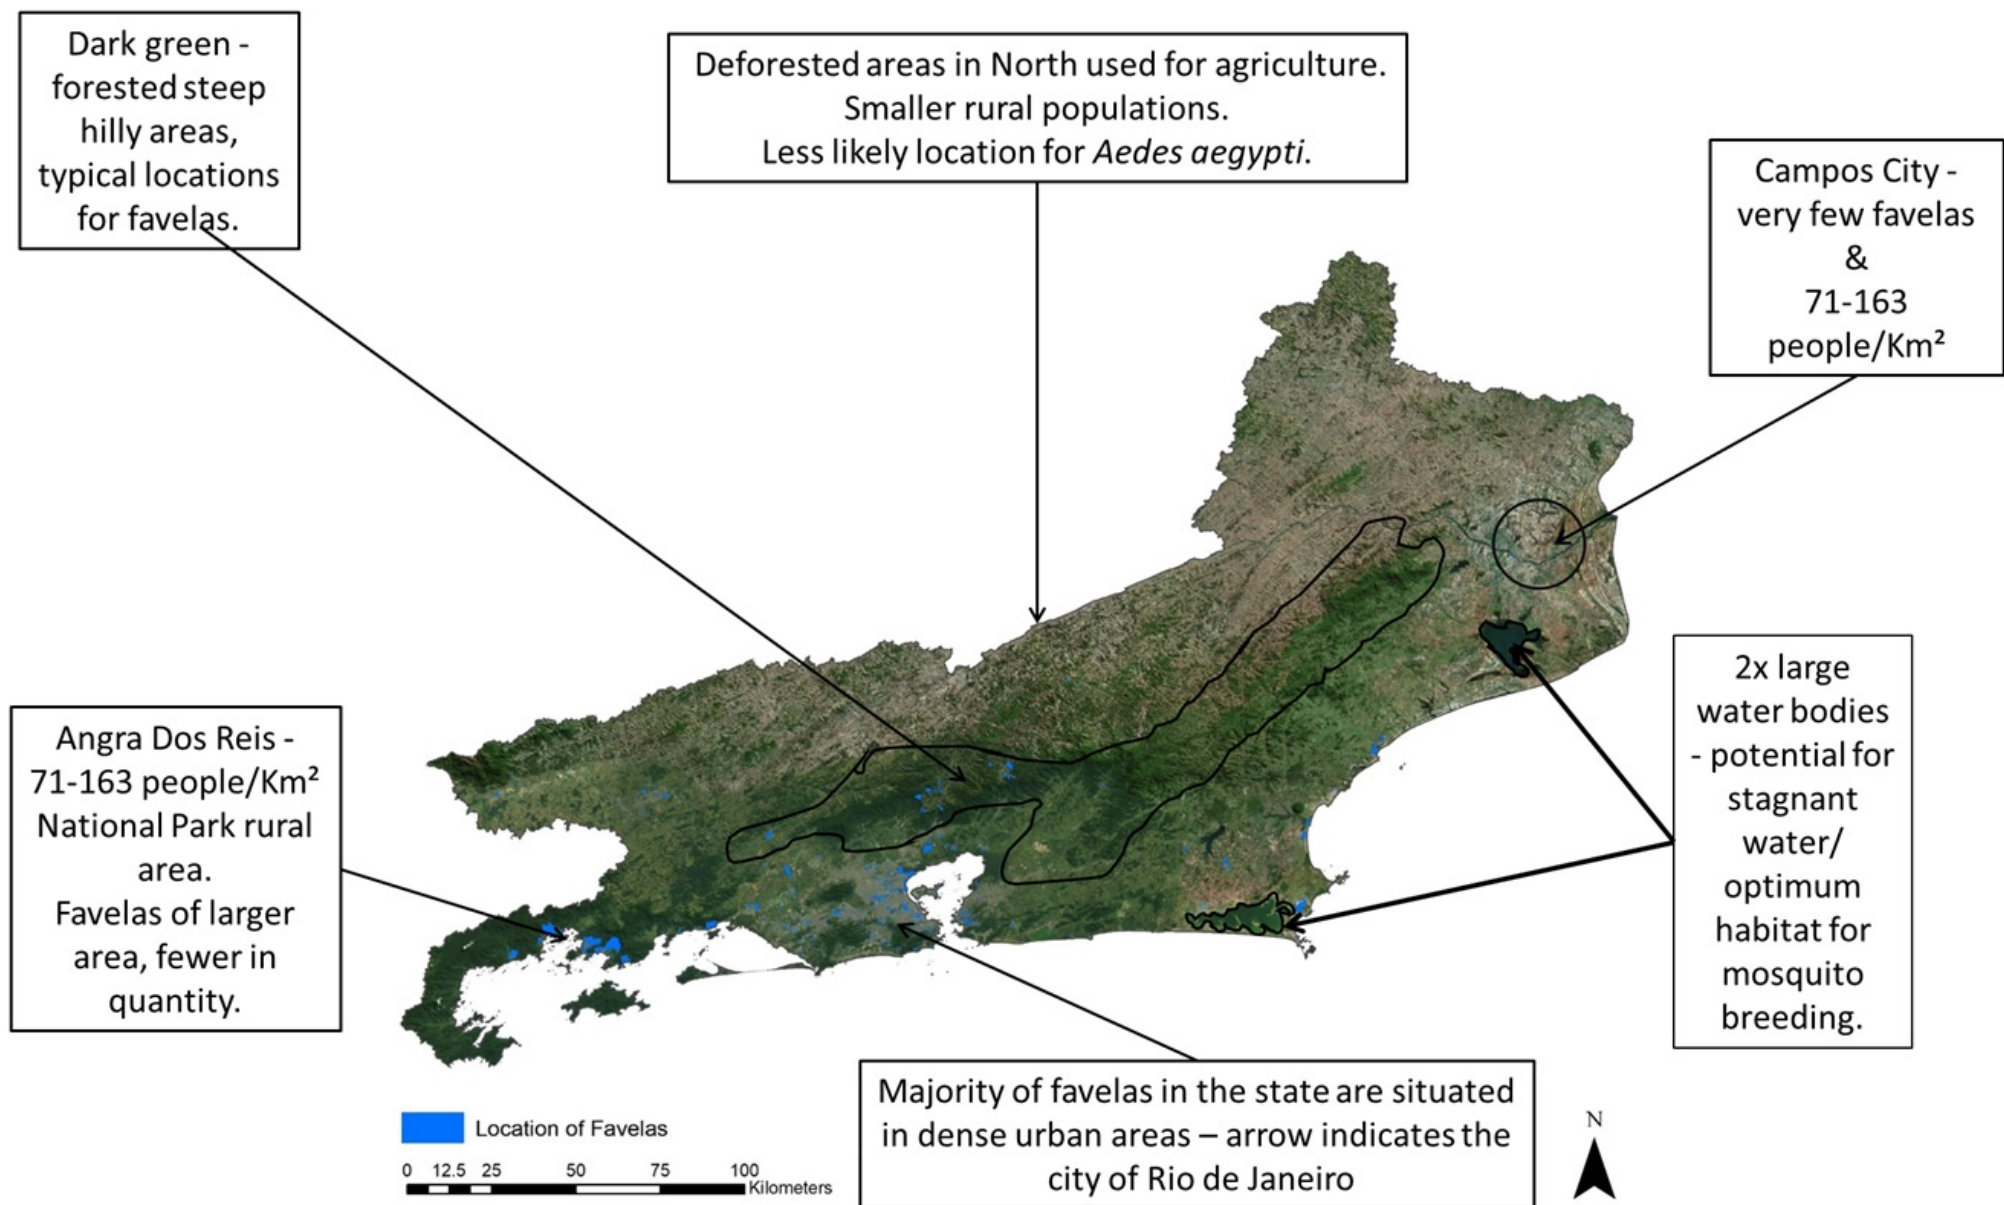 Dark green -
forested steep
hilly areas,
typical locations
for favelas.
Deforested areas in North used for agriculture.
Smaller rural populations.
Less likely location for Aedes aegypti.
Campos City -
very few favelas
&
71-163
people/Km²
Angra Dos Reis -
71-163 people/Km²
National Park rural
area.
Favelas of larger
area, fewer in
quantity.
2x large
water bodies
- potential for
stagnant
water/
optimum
habitat for
mosquito
breeding.
Majority of favelas in the state are situated
in dense urban areas – arrow indicates the
city of Rio de Janeiro
Location of Favelas
0 12.5 25 50 75 100
Kilometers
N